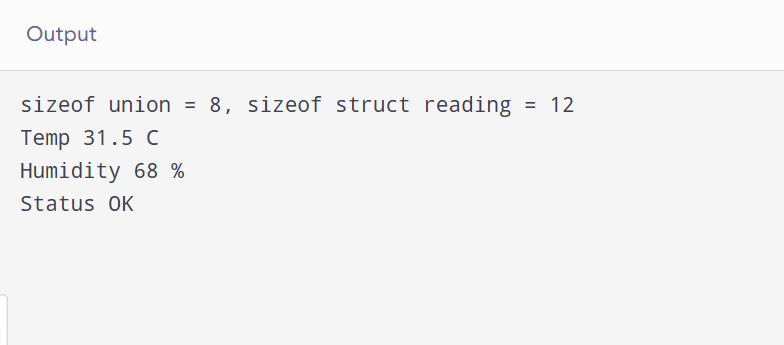 Output
sizeof union = 8, sizeof struct reading = 12
Temp 31.5 C
Humidity 68 %
Status OK